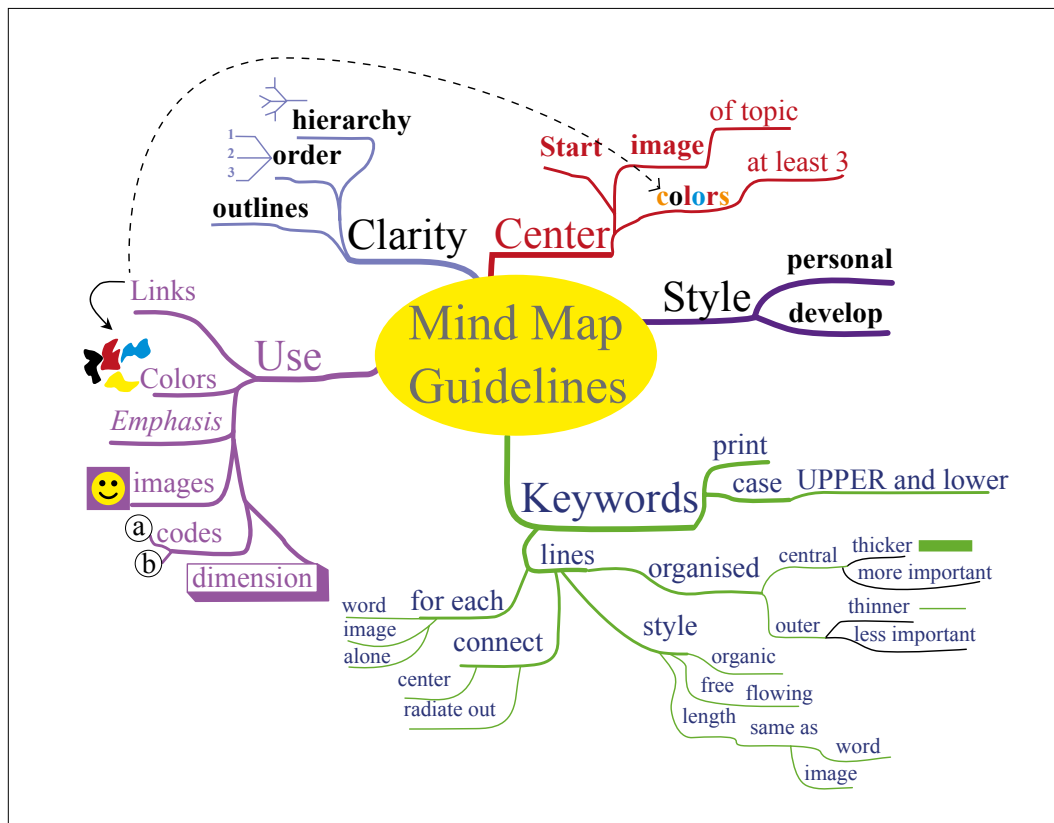 Mind Map
Guidelines
Center
Start
image
of topic
colors
at least 3
Style
personal
develop
Keywords
print
case
UPPER and lower
lines
organised
central
thicker
more important
outer
thinner
less important
style
organic
free
flowing
length
same as
word
image
connect
center
radiate out
for each
word
image
alone
Use
Links
Colors
Emphasis
images
codes
a
b
dimension
Clarity
hierarchy
order
1
2
3
outlines